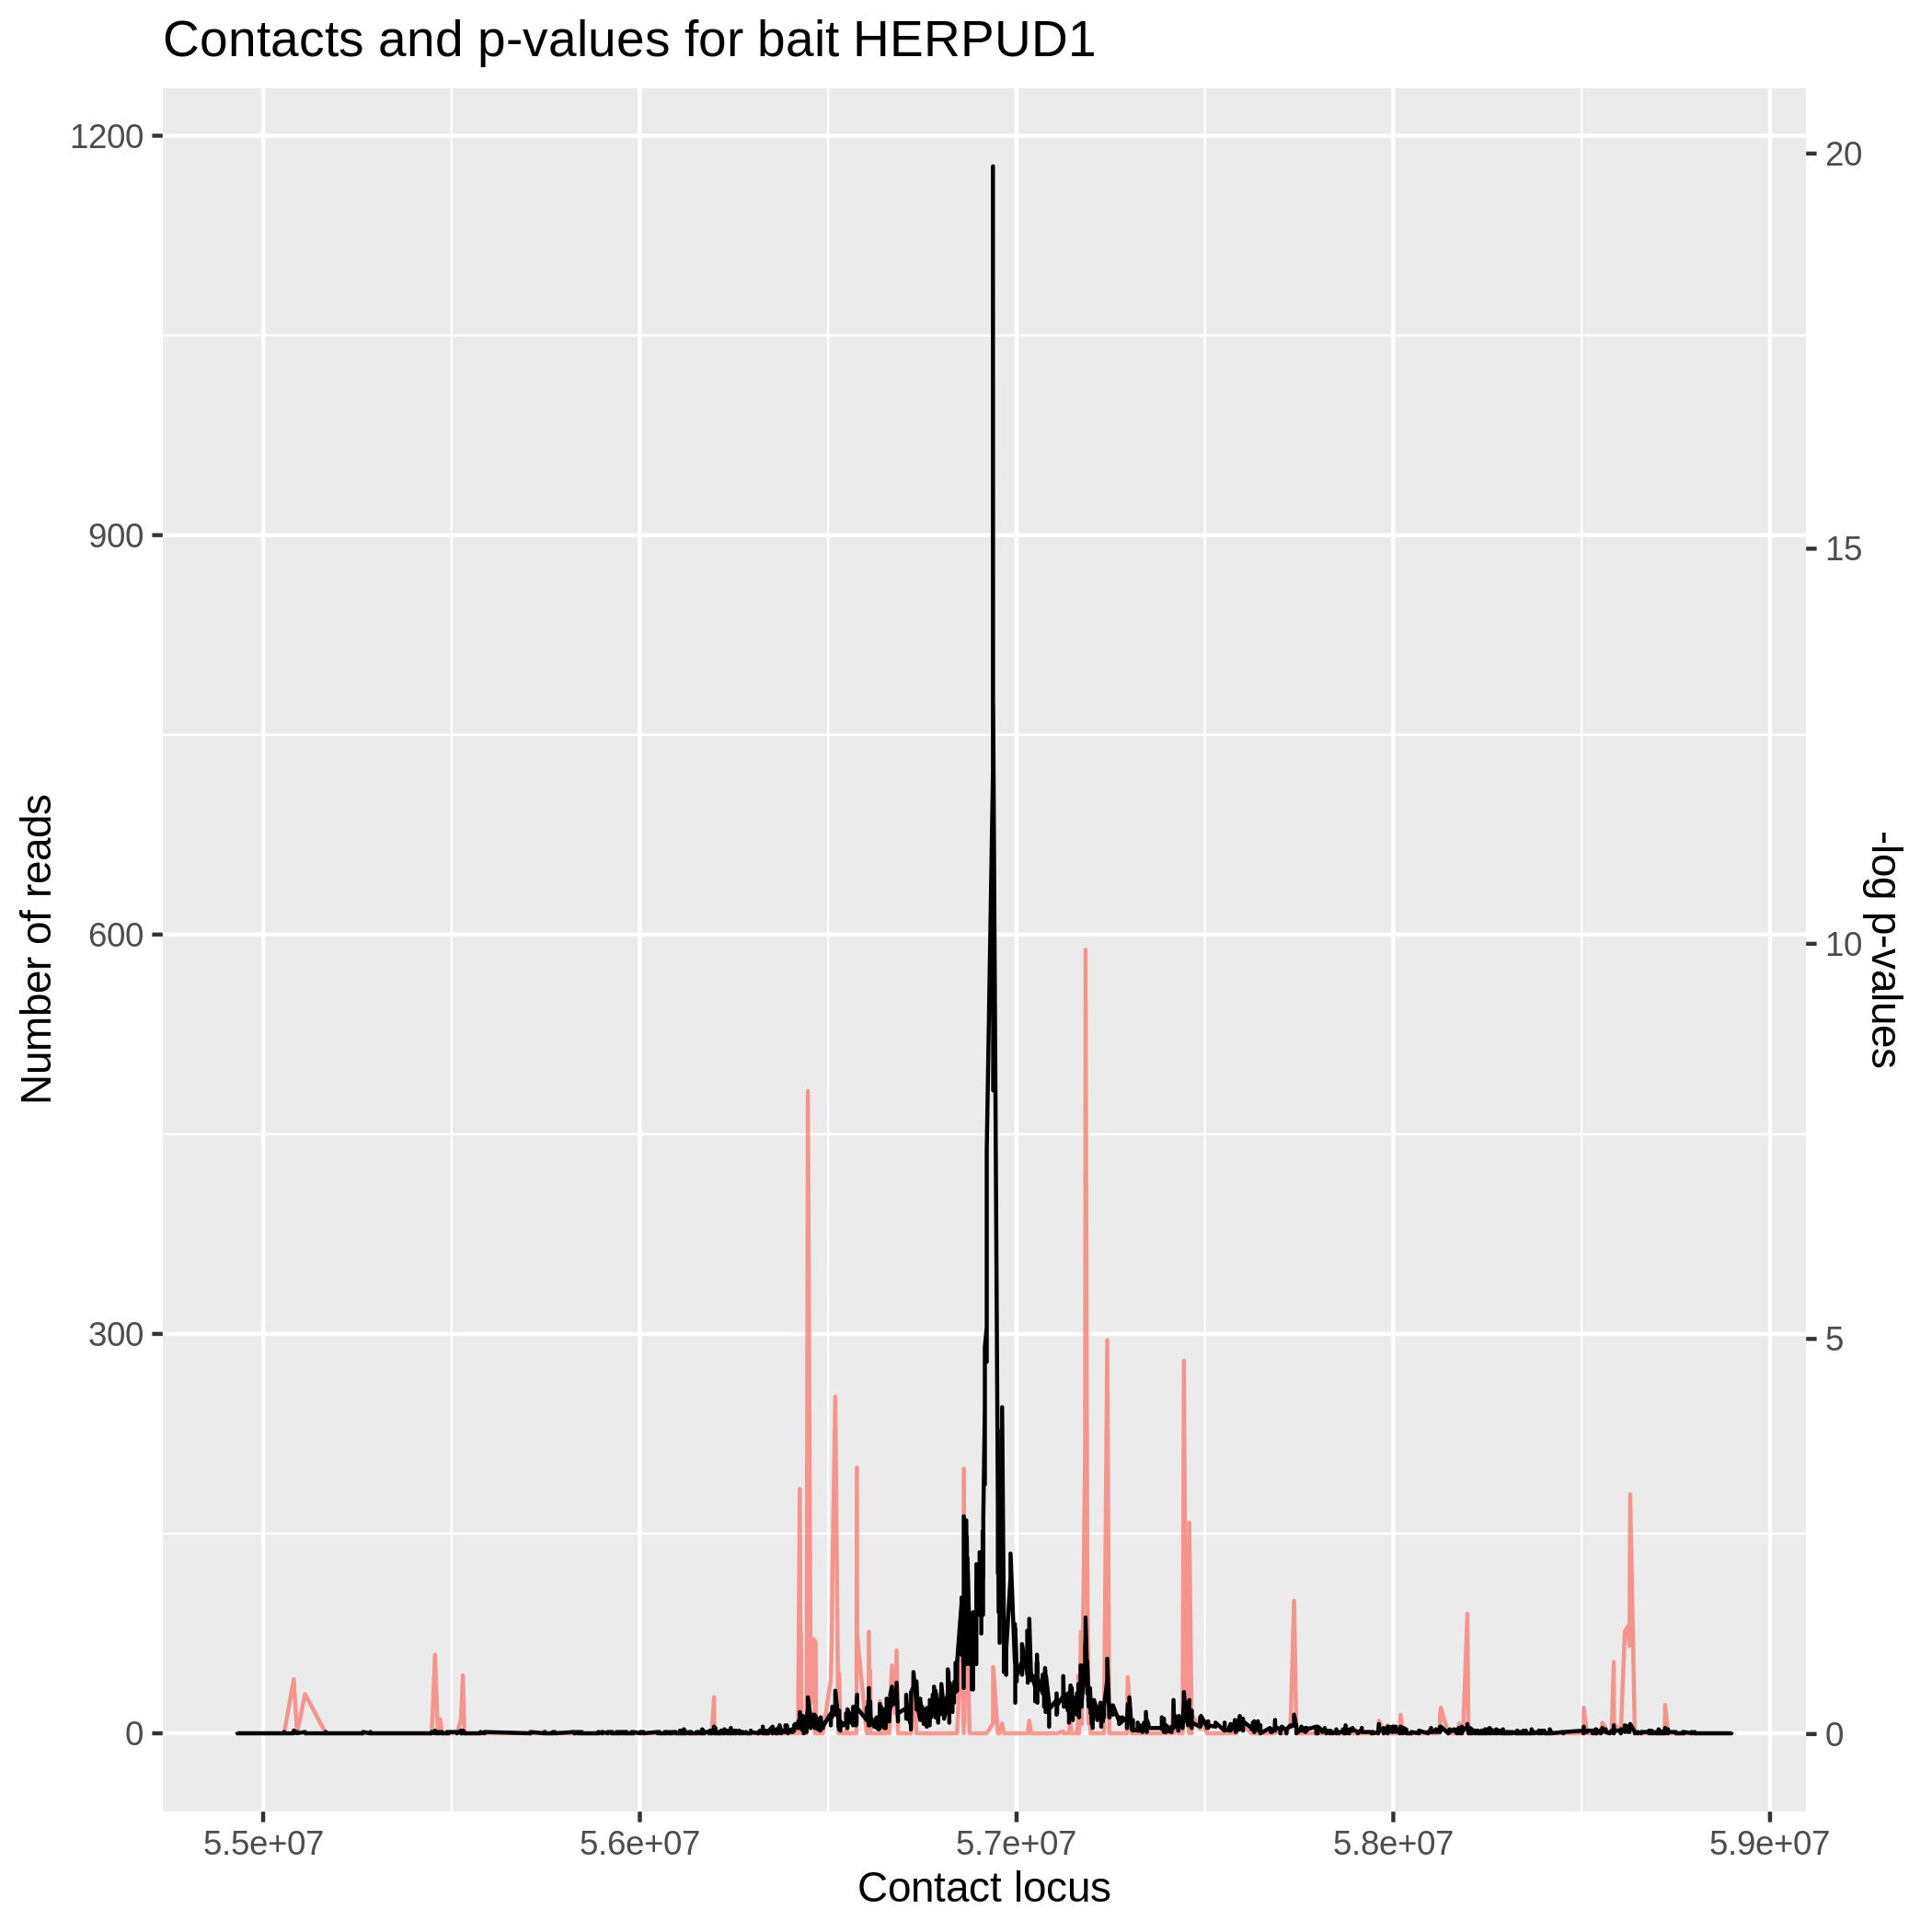 Contacts and p-values for bait HERPUD1
1200
900
600
300
0
Number of reads
20
15
10
5
0
-log p-values
5.5e+07
5.6e+07
5.7e+07
5.8e+07
5.9e+07
Contact locus